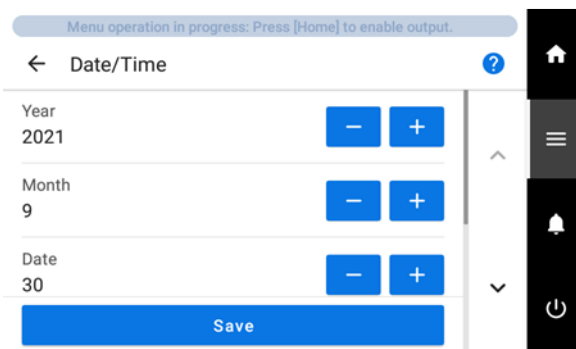 Menu operation in progress: Press [Home] to enable output.
Date/Time
?
Year
2021
Month
9
Date
30
Save